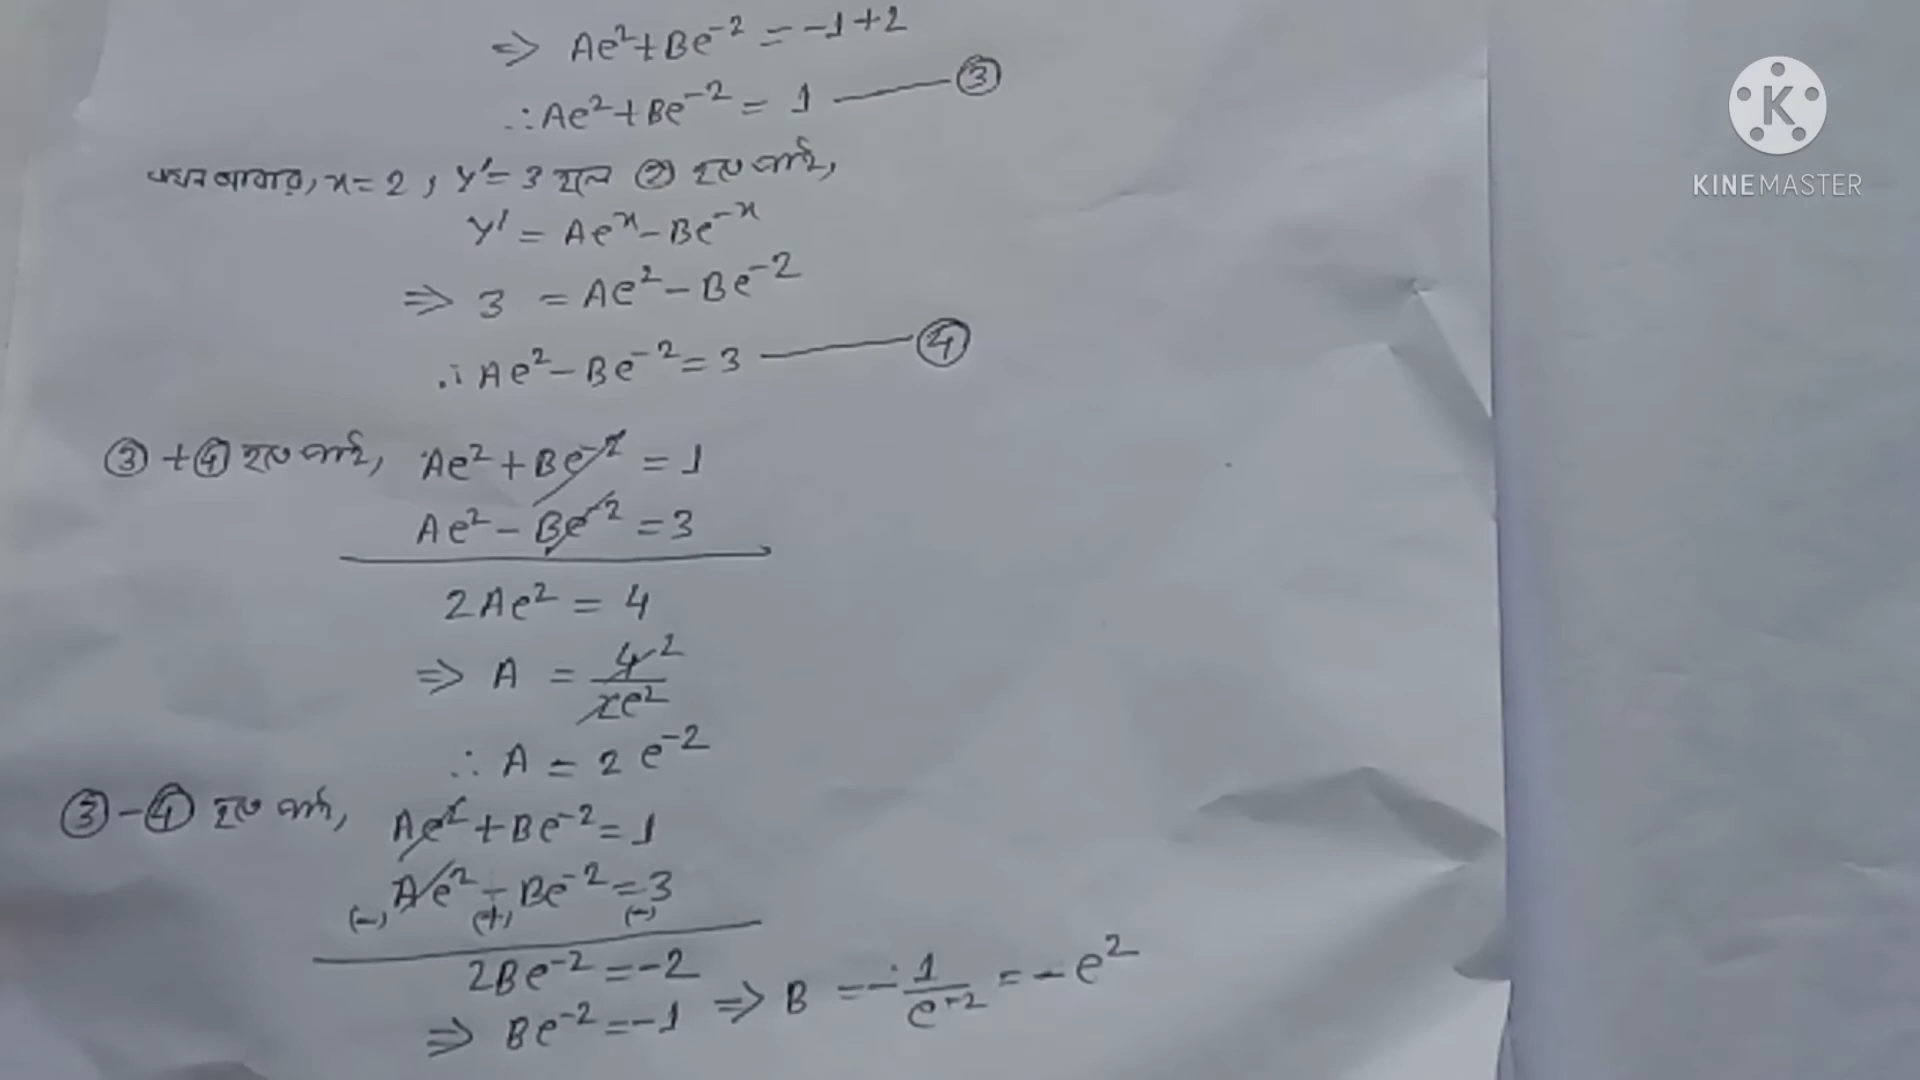 ⇒ Ae²+Be⁻² = -1+2
∴ Ae²+Be⁻² = 1 —— ③
আবার, x=2, y'=3 হলে ② হতে পাই,
y' = Aeˣ-Be⁻ˣ
⇒ 3 = Ae²-Be⁻²
∴ Ae²-Be⁻² = 3 —— ④
③+④ হতে পাই, Ae²+Be⁻² = 1
Ae²-Be⁻² = 3
2Ae² = 4
⇒ A = 4 2/2e²
∴ A = 2e⁻²
③-④ হতে পাই, Ae²+Be⁻² = 1
Ae²-Be⁻² = 3
(-) (+) (-)
2Be⁻² = -2
⇒ Be⁻² = -1 ⇒ B = -1/e⁻² = -e²
K
KINEMASTER